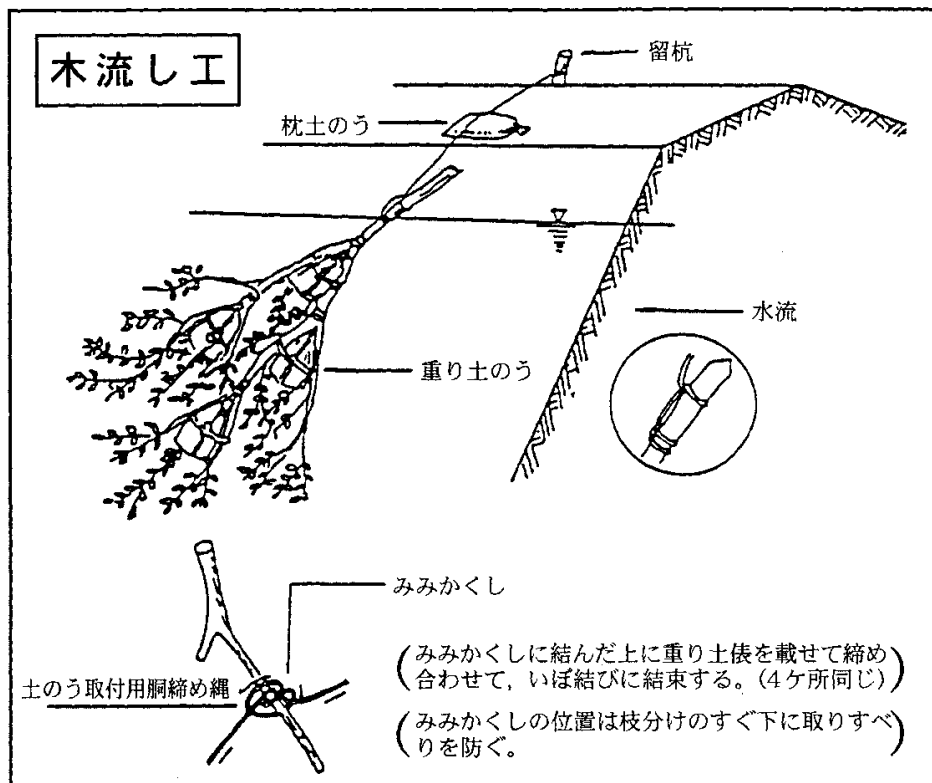 木流し工
留杭
枕土のう
水流
重り土のう
みみかくし
土のう取付用胴締め縄
(みみかくしに結んだ上に重り土俵を載せて締め
合わせて，いぼ結びに結束する。(4ケ所同じ))
(みみかくしの位置は枝分けのすぐ下に取りすべ
りを防ぐ。)